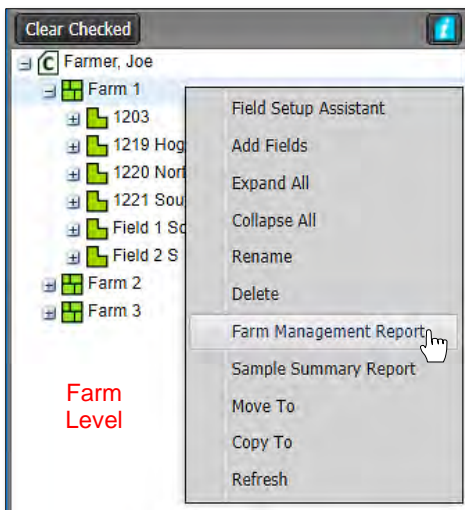 Clear Checked
i
C Farmer, Joe
Farm 1
1203
1219 Hog
1220 Nort
1221 Sou
Field 1 Sc
Field 2 S
Farm 2
Farm 3
Farm
Level
Field Setup Assistant
Add Fields
Expand All
Collapse All
Rename
Delete
Farm Management Report
Sample Summary Report
Move To
Copy To
Refresh